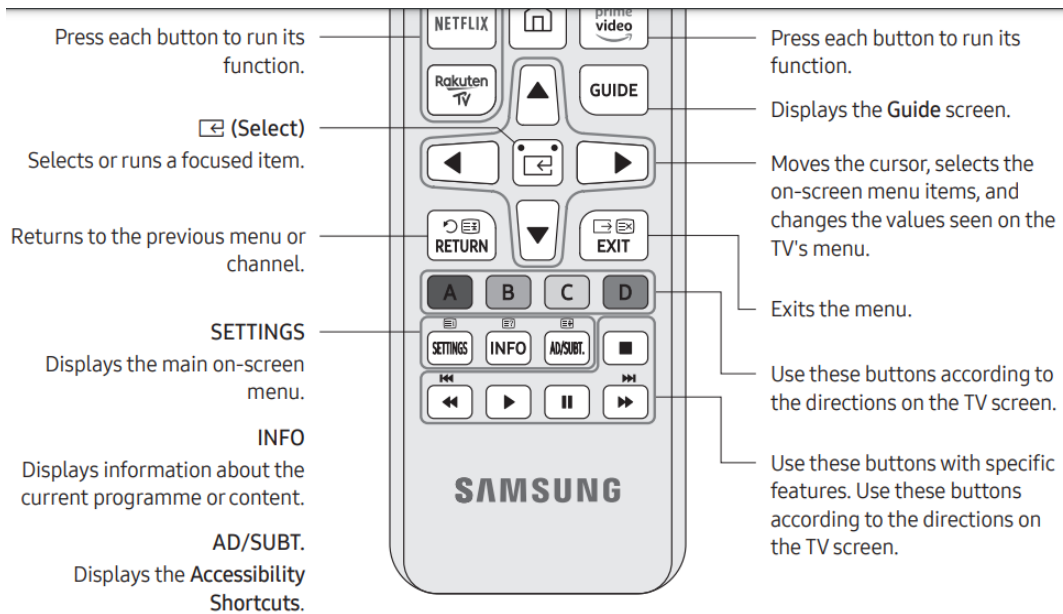 Press each button to run its
function.
(Select)
Selects or runs a focused item.
Returns to the previous menu or
channel.
SETTINGS
Displays the main on-screen
menu.
INFO
Displays information about the
current programme or content.
AD/SUBT.
Displays the Accessibility
Shortcuts.
NETFLIX
prime
video
Rakuten
TV
GUIDE
RETURN
EXIT
A B C D
SETTINGS INFO AD/SUBT.
SAMSUNG
Press each button to run its
function.
Displays the Guide screen.
Moves the cursor, selects the
on-screen menu items, and
changes the values seen on the
TV's menu.
Exits the menu.
Use these buttons according to
the directions on the TV screen.
Use these buttons with specific
features. Use these buttons
according to the directions on
the TV screen.